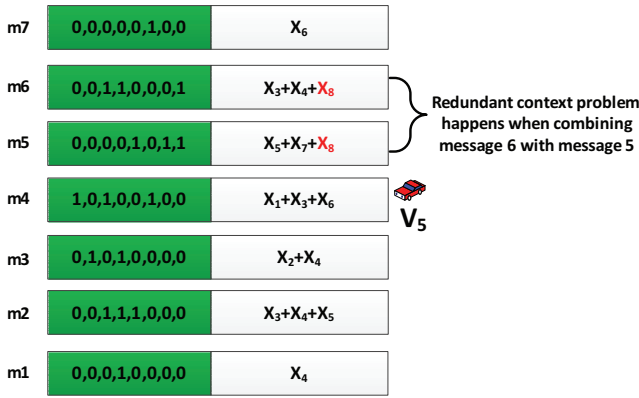 m7 0,0,0,0,0,1,0,0 X₆
m6 0,0,1,1,0,0,0,1 X₃+X₄+X₈
m5 0,0,0,0,1,0,1,1 X₅+X₇+X₈
Redundant context problem
happens when combining
message 6 with message 5
m4 1,0,1,0,0,1,0,0 X₁+X₃+X₆
V₅
m3 0,1,0,1,0,0,0,0 X₂+X₄
m2 0,0,1,1,1,0,0,0 X₃+X₄+X₅
m1 0,0,0,1,0,0,0,0 X₄